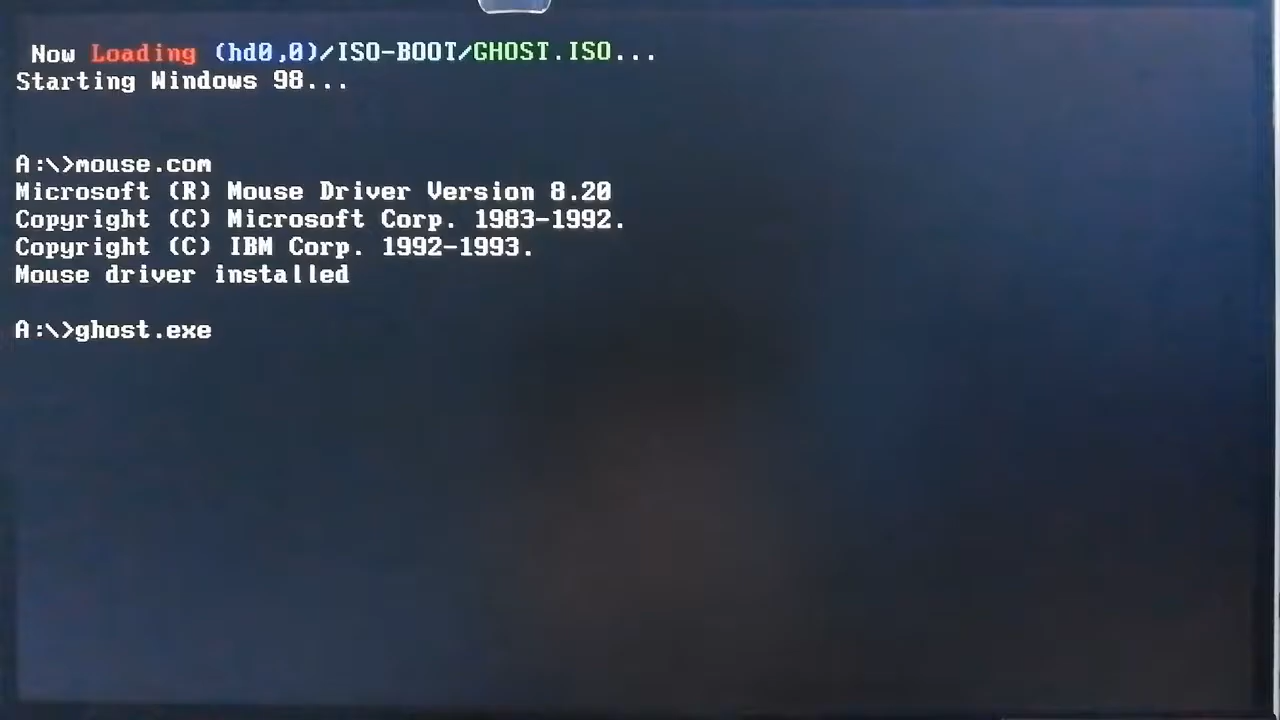 Now Loading (hd0,0)/ISO-BOOT/GHOST.ISO...
Starting Windows 98...
A:\>mouse.com
Microsoft (R) Mouse Driver Version 8.20
Copyright (C) Microsoft Corp. 1983-1992.
Copyright (C) IBM Corp. 1992-1993.
Mouse driver installed
A:\>ghost.exe